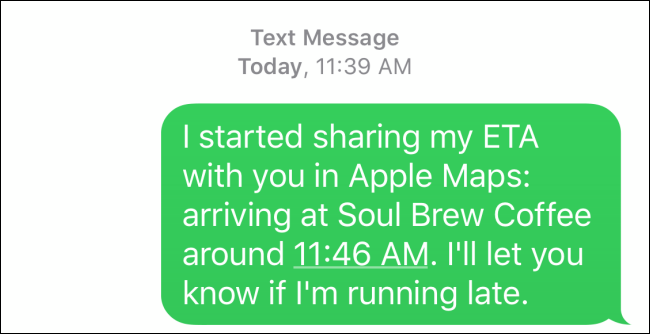 Text Message
Today, 11:39 AM
I started sharing my ETA
with you in Apple Maps:
arriving at Soul Brew Coffee
around 11:46 AM. I'll let you
know if I'm running late.